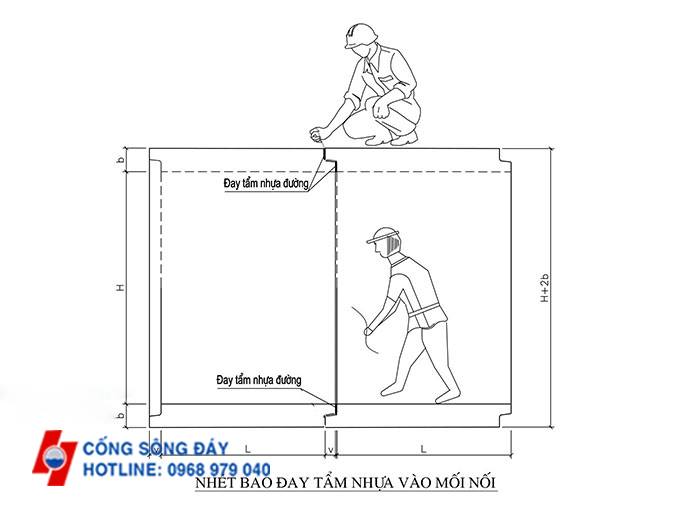 b
Đay tẩm nhựa đường
H
H+2b
Đay tẩm nhựa đường
b
v
L
v
L
CỐNG SÔNG ĐÁY
HOTLINE: 0968 979 040
NHÉT BAO ĐAY TẨM NHỰA VÀO MỐI NỐI